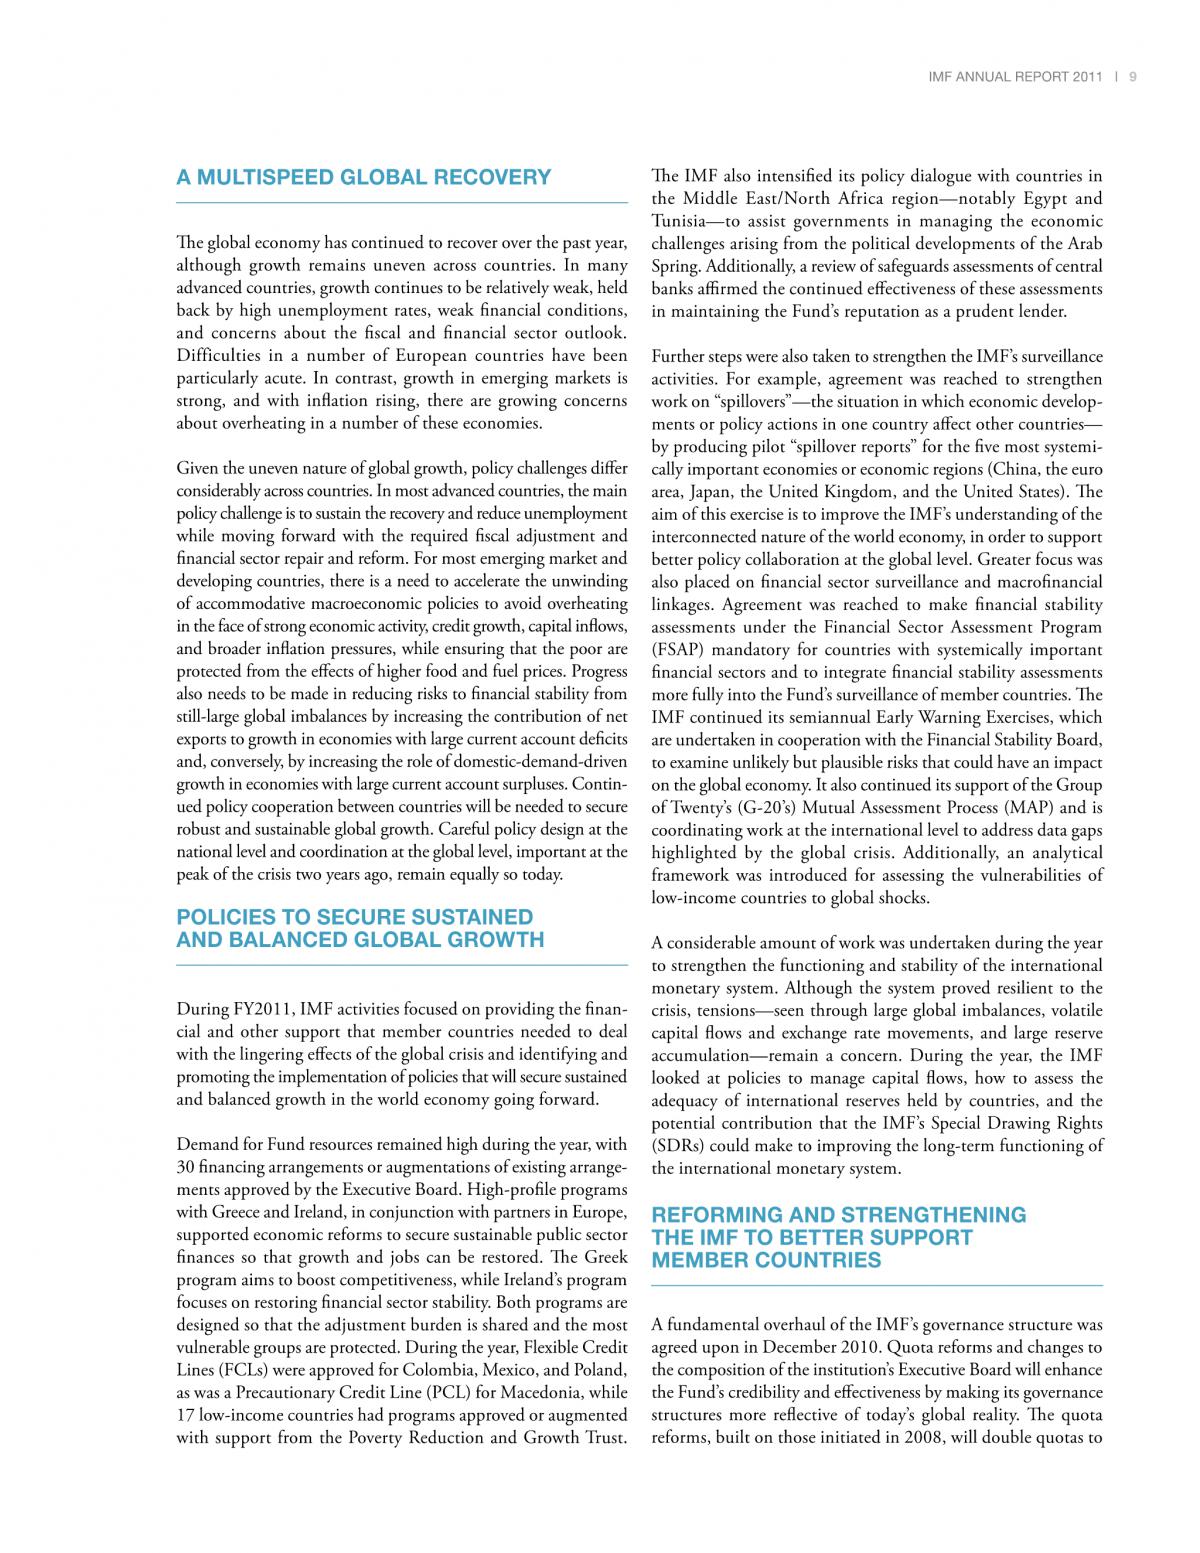 IMF ANNUAL REPORT 2011 | 9
A MULTISPEED GLOBAL RECOVERY
The global economy has continued to recover over the past year,
although growth remains uneven across countries. In many
advanced countries, growth continues to be relatively weak, held
back by high unemployment rates, weak financial conditions,
and concerns about the fiscal and financial sector outlook.
Difficulties in a number of European countries have been
particularly acute. In contrast, growth in emerging markets is
strong, and with inflation rising, there are growing concerns
about overheating in a number of these economies.
Given the uneven nature of global growth, policy challenges differ
considerably across countries. In most advanced countries, the main
policy challenge is to sustain the recovery and reduce unemployment
while moving forward with the required fiscal adjustment and
financial sector repair and reform. For most emerging market and
developing countries, there is a need to accelerate the unwinding
of accommodative macroeconomic policies to avoid overheating
in the face of strong economic activity, credit growth, capital inflows,
and broader inflation pressures, while ensuring that the poor are
protected from the effects of higher food and fuel prices. Progress
also needs to be made in reducing risks to financial stability from
still-large global imbalances by increasing the contribution of net
exports to growth in economies with large current account deficits
and, conversely, by increasing the role of domestic-demand-driven
growth in economies with large current account surpluses. Contin-
ued policy cooperation between countries will be needed to secure
robust and sustainable global growth. Careful policy design at the
national level and coordination at the global level, important at the
peak of the crisis two years ago, remain equally so today.
POLICIES TO SECURE SUSTAINED
AND BALANCED GLOBAL GROWTH
During FY2011, IMF activities focused on providing the finan-
cial and other support that member countries needed to deal
with the lingering effects of the global crisis and identifying and
promoting the implementation of policies that will secure sustained
and balanced growth in the world economy going forward.
Demand for Fund resources remained high during the year, with
30 financing arrangements or augmentations of existing arrange-
ments approved by the Executive Board. High-profile programs
with Greece and Ireland, in conjunction with partners in Europe,
supported economic reforms to secure sustainable public sector
finances so that growth and jobs can be restored. The Greek
program aims to boost competitiveness, while Ireland's program
focuses on restoring financial sector stability. Both programs are
designed so that the adjustment burden is shared and the most
vulnerable groups are protected. During the year, Flexible Credit
Lines (FCLs) were approved for Colombia, Mexico, and Poland,
as was a Precautionary Credit Line (PCL) for Macedonia, while
17 low-income countries had programs approved or augmented
with support from the Poverty Reduction and Growth Trust.
The IMF also intensified its policy dialogue with countries in
the Middle East/North Africa region—notably Egypt and
Tunisia—to assist governments in managing the economic
challenges arising from the political developments of the Arab
Spring. Additionally, a review of safeguards assessments of central
banks affirmed the continued effectiveness of these assessments
in maintaining the Fund's reputation as a prudent lender.
Further steps were also taken to strengthen the IMF's surveillance
activities. For example, agreement was reached to strengthen
work on “spillovers”—the situation in which economic develop-
ments or policy actions in one country affect other countries—
by producing pilot “spillover reports” for the five most systemi-
cally important economies or economic regions (China, the euro
area, Japan, the United Kingdom, and the United States). The
aim of this exercise is to improve the IMF's understanding of the
interconnected nature of the world economy, in order to support
better policy collaboration at the global level. Greater focus was
also placed on financial sector surveillance and macrofinancial
linkages. Agreement was reached to make financial stability
assessments under the Financial Sector Assessment Program
(FSAP) mandatory for countries with systemically important
financial sectors and to integrate financial stability assessments
more fully into the Fund's surveillance of member countries. The
IMF continued its semiannual Early Warning Exercises, which
are undertaken in cooperation with the Financial Stability Board,
to examine unlikely but plausible risks that could have an impact
on the global economy. It also continued its support of the Group
of Twenty's (G-20's) Mutual Assessment Process (MAP) and is
coordinating work at the international level to address data gaps
highlighted by the global crisis. Additionally, an analytical
framework was introduced for assessing the vulnerabilities of
low-income countries to global shocks.
A considerable amount of work was undertaken during the year
to strengthen the functioning and stability of the international
monetary system. Although the system proved resilient to the
crisis, tensions—seen through large global imbalances, volatile
capital flows and exchange rate movements, and large reserve
accumulation—remain a concern. During the year, the IMF
looked at policies to manage capital flows, how to assess the
adequacy of international reserves held by countries, and the
potential contribution that the IMF's Special Drawing Rights
(SDRs) could make to improving the long-term functioning of
the international monetary system.
REFORMING AND STRENGTHENING
THE IMF TO BETTER SUPPORT
MEMBER COUNTRIES
A fundamental overhaul of the IMF's governance structure was
agreed upon in December 2010. Quota reforms and changes to
the composition of the institution's Executive Board will enhance
the Fund's credibility and effectiveness by making its governance
structures more reflective of today's global reality. The quota
reforms, built on those initiated in 2008, will double quotas to